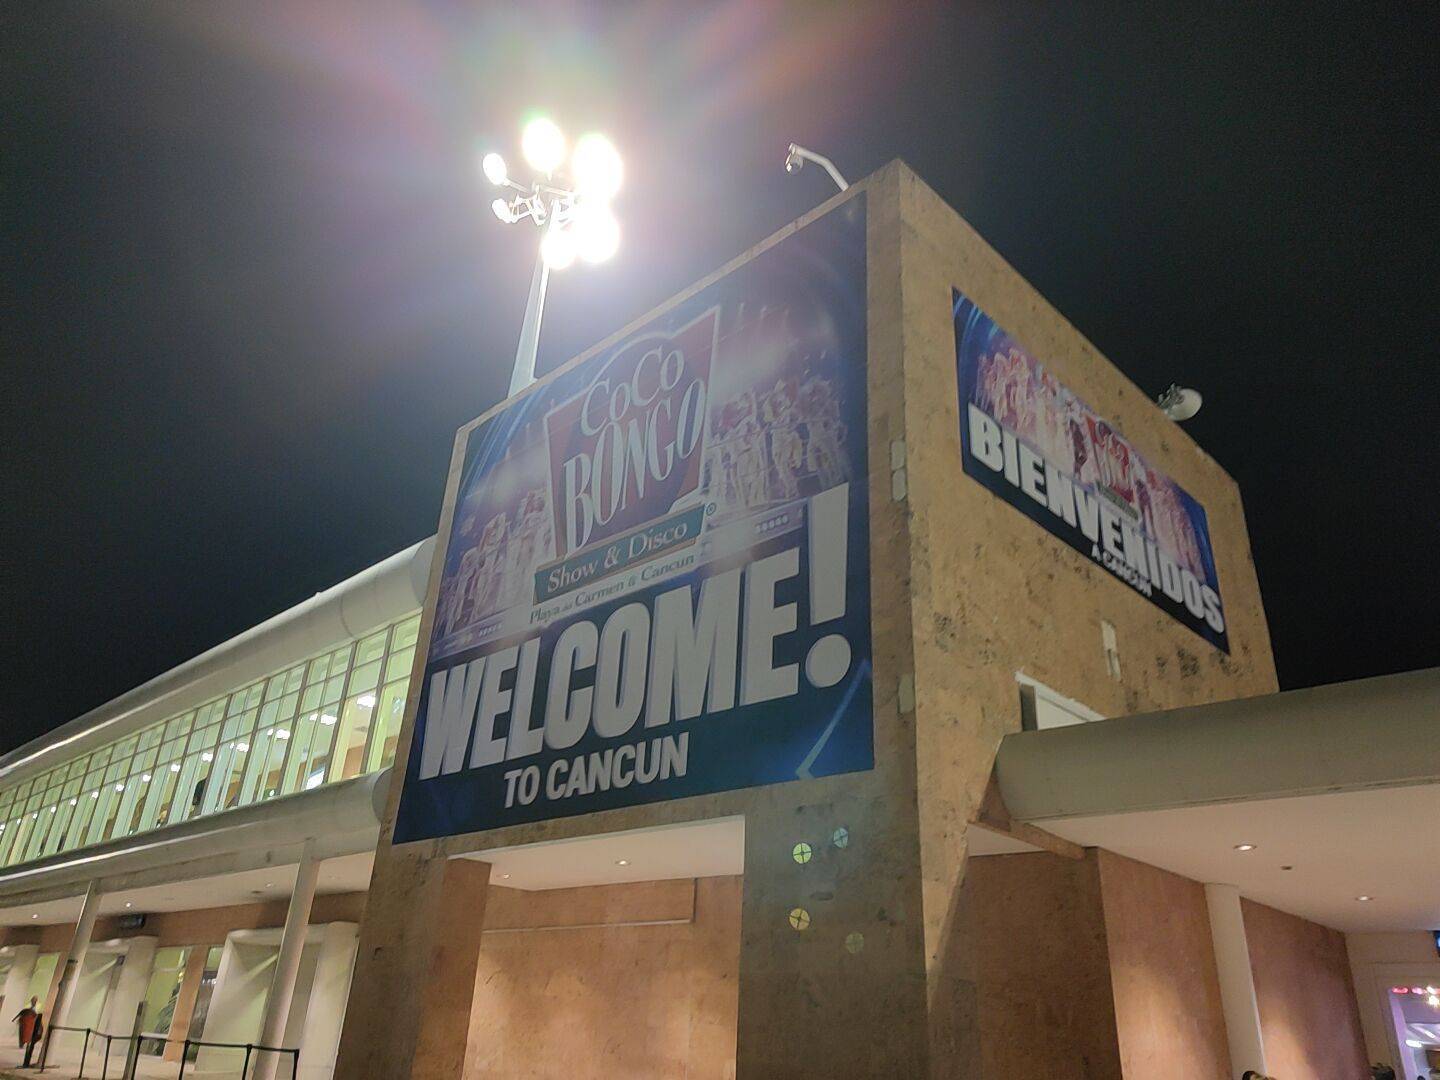 CoCo
BONGO
Show & Disco
Playa del Carmen & Cancun
WELCOME!
TO CANCUN
BIENVENIDOS
A CANCUN